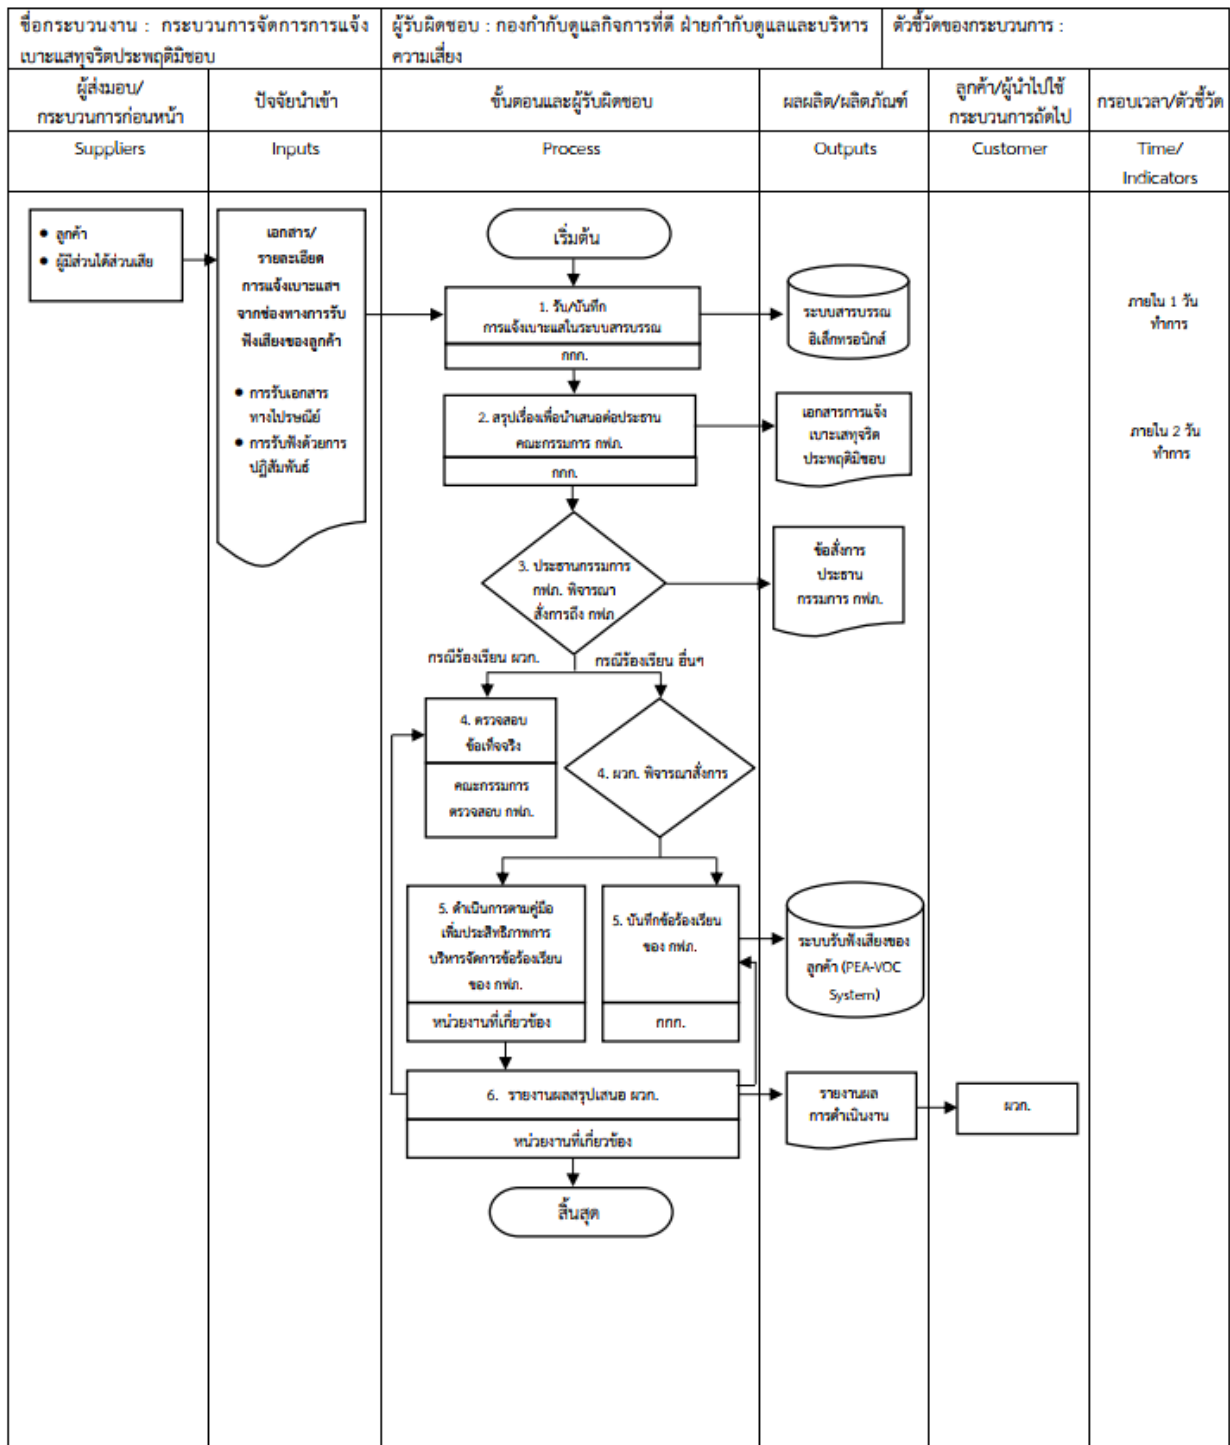 ชื่อกระบวนงาน : กระบวนการจัดการการแจ้ง
เบาะแสทุจริตประพฤติมิชอบ
ผู้รับผิดชอบ : กองกำกับดูแลกิจการที่ดี ฝ่ายกำกับดูแลและบริหาร
ความเสี่ยง
ตัวชี้วัดของกระบวนการ :
ผู้ส่งมอบ/
กระบวนการก่อนหน้า
ปัจจัยนำเข้า
ขั้นตอนและผู้รับผิดชอบ
ผลผลิต/ผลิตภัณฑ์
ลูกค้า/ผู้นำไปใช้
กระบวนการถัดไป
กรอบเวลา/ตัวชี้วัด
Suppliers
Inputs
Process
Outputs
Customer
Time/
Indicators
● ลูกค้า
● ผู้มีส่วนได้ส่วนเสีย
เอกสาร/
รายละเอียด
การแจ้งเบาะแสฯ
จากช่องทางการรับ
ฟังเสียงของลูกค้า
● การรับเอกสาร
ทางไปรษณีย์
● การรับฟังด้วยการ
ปฏิสัมพันธ์
เริ่มต้น
1. รับ/บันทึก
การแจ้งเบาะแสในระบบสารบรรณ
กกก.
ระบบสารบรรณ
อิเล็กทรอนิกส์
ภายใน 1 วัน
ทำการ
2. สรุปเรื่องเพื่อนำเสนอต่อประธาน
คณะกรรมการ กฟภ.
กกก.
เอกสารการแจ้ง
เบาะเสทุจริต
ประพฤติมิชอบ
ภายใน 2 วัน
ทำการ
3. ประธานกรรมการ
กฟภ. พิจารณา
สั่งการถึง กฟภ
ข้อสั่งการ
ประธาน
กรรมการ กฟภ.
กรณีร้องเรียน ผวก.
กรณีร้องเรียน อื่นๆ
4. ตรวจสอบ
ข้อเท็จจริง
คณะกรรมการ
ตรวจสอบ กฟภ.
4. ผวก. พิจารณาสั่งการ
5. ดำเนินการตามคู่มือ
เพิ่มประสิทธิภาพการ
บริหารจัดการข้อร้องเรียน
ของ กฟภ.
หน่วยงานที่เกี่ยวข้อง
5. บันทึกข้อร้องเรียน
ของ กฟภ.
กกก.
ระบบรับฟังเสียงของ
ลูกค้า (PEA-VOC
System)
6. รายงานผลสรุปเสนอ ผวก.
หน่วยงานที่เกี่ยวข้อง
รายงานผล
การดำเนินงาน
ผวก.
สิ้นสุด